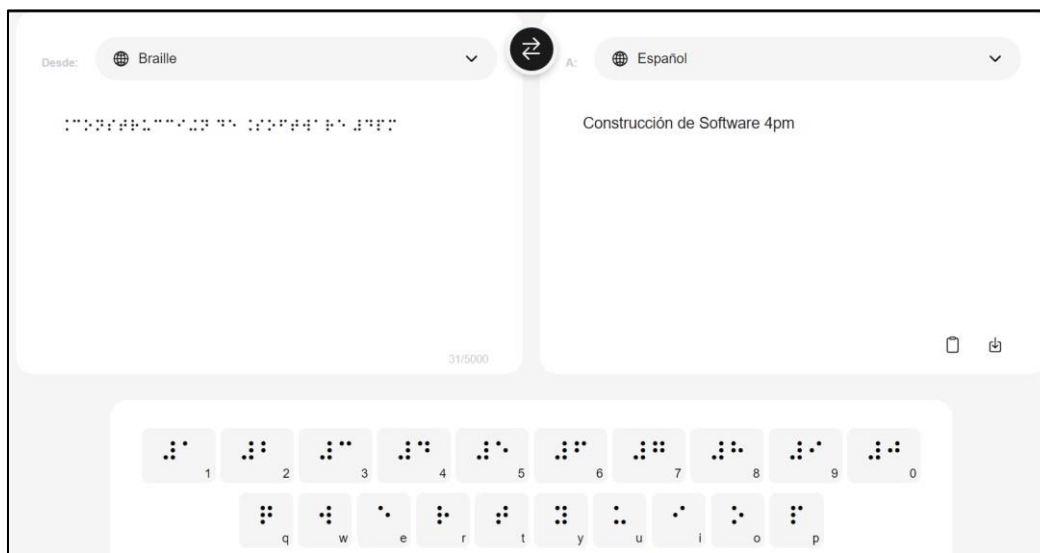 Desde:
Braille
A:
Español
⠨⠉⠕⠝⠎⠞⠗⠥⠉⠉⠊⠬⠝ ⠙⠑ ⠨⠎⠕⠋⠞⠺⠁⠗⠑ ⠼⠙⠏⠍
Construcción de Software 4pm
31/5000
⠼⠁ 1 ⠼⠃ 2 ⠼⠉ 3 ⠼⠙ 4 ⠼⠑ 5 ⠼⠋ 6 ⠼⠛ 7 ⠼⠓ 8 ⠼⠊ 9 ⠼⠚ 0
⠟ q ⠺ w ⠑ e ⠗ r ⠞ t ⠽ y ⠥ u ⠊ i ⠕ o ⠏ p